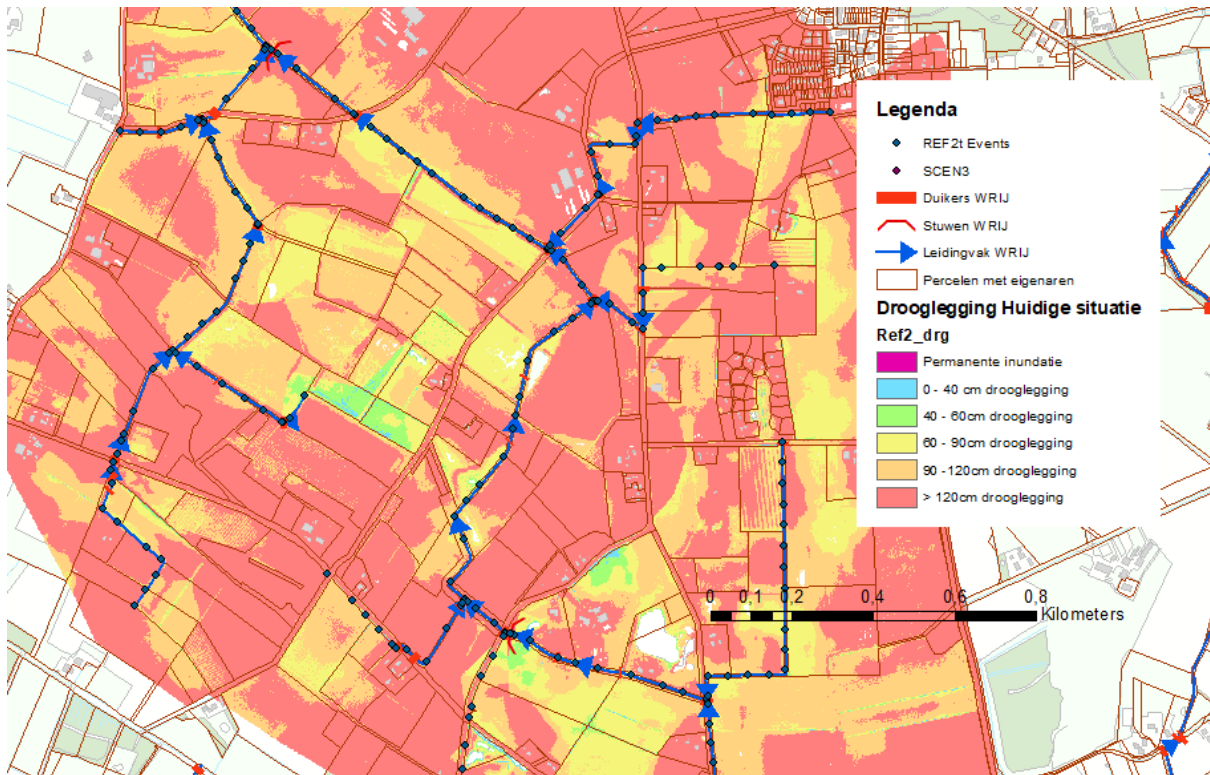 Legenda
REF2t Events
SCEN3
Duikers WRIJ
Stuwen WRIJ
Leidingvak WRIJ
Percelen met eigenaren
Drooglegging Huidige situatie
Ref2_drg
Permanente inundatie
0 - 40 cm drooglegging
40 - 60cm drooglegging
60 - 90cm drooglegging
90 -120cm drooglegging
> 120cm drooglegging
0 0,1 0,2 0,4 0,6 0,8
Kilometers